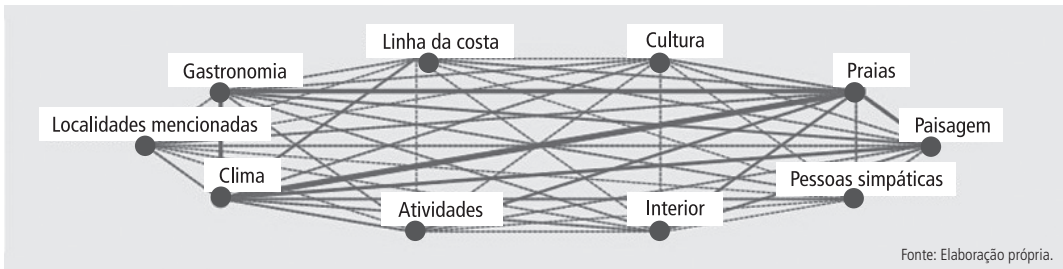 Linha da costa
Cultura
Gastronomia
Praias
Localidades mencionadas
Paisagem
Clima
Pessoas simpáticas
Atividades
Interior
Fonte: Elaboração própria.